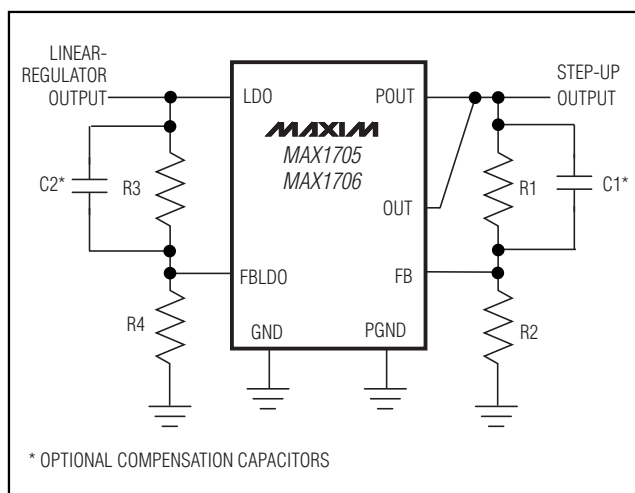 LINEAR-
REGULATOR
OUTPUT
LDO
POUT
STEP-UP
OUTPUT
MAXIM
MAX1705
MAX1706
C2*
R3
R1
C1*
OUT
FBLDO
FB
R4
GND
PGND
R2
* OPTIONAL COMPENSATION CAPACITORS